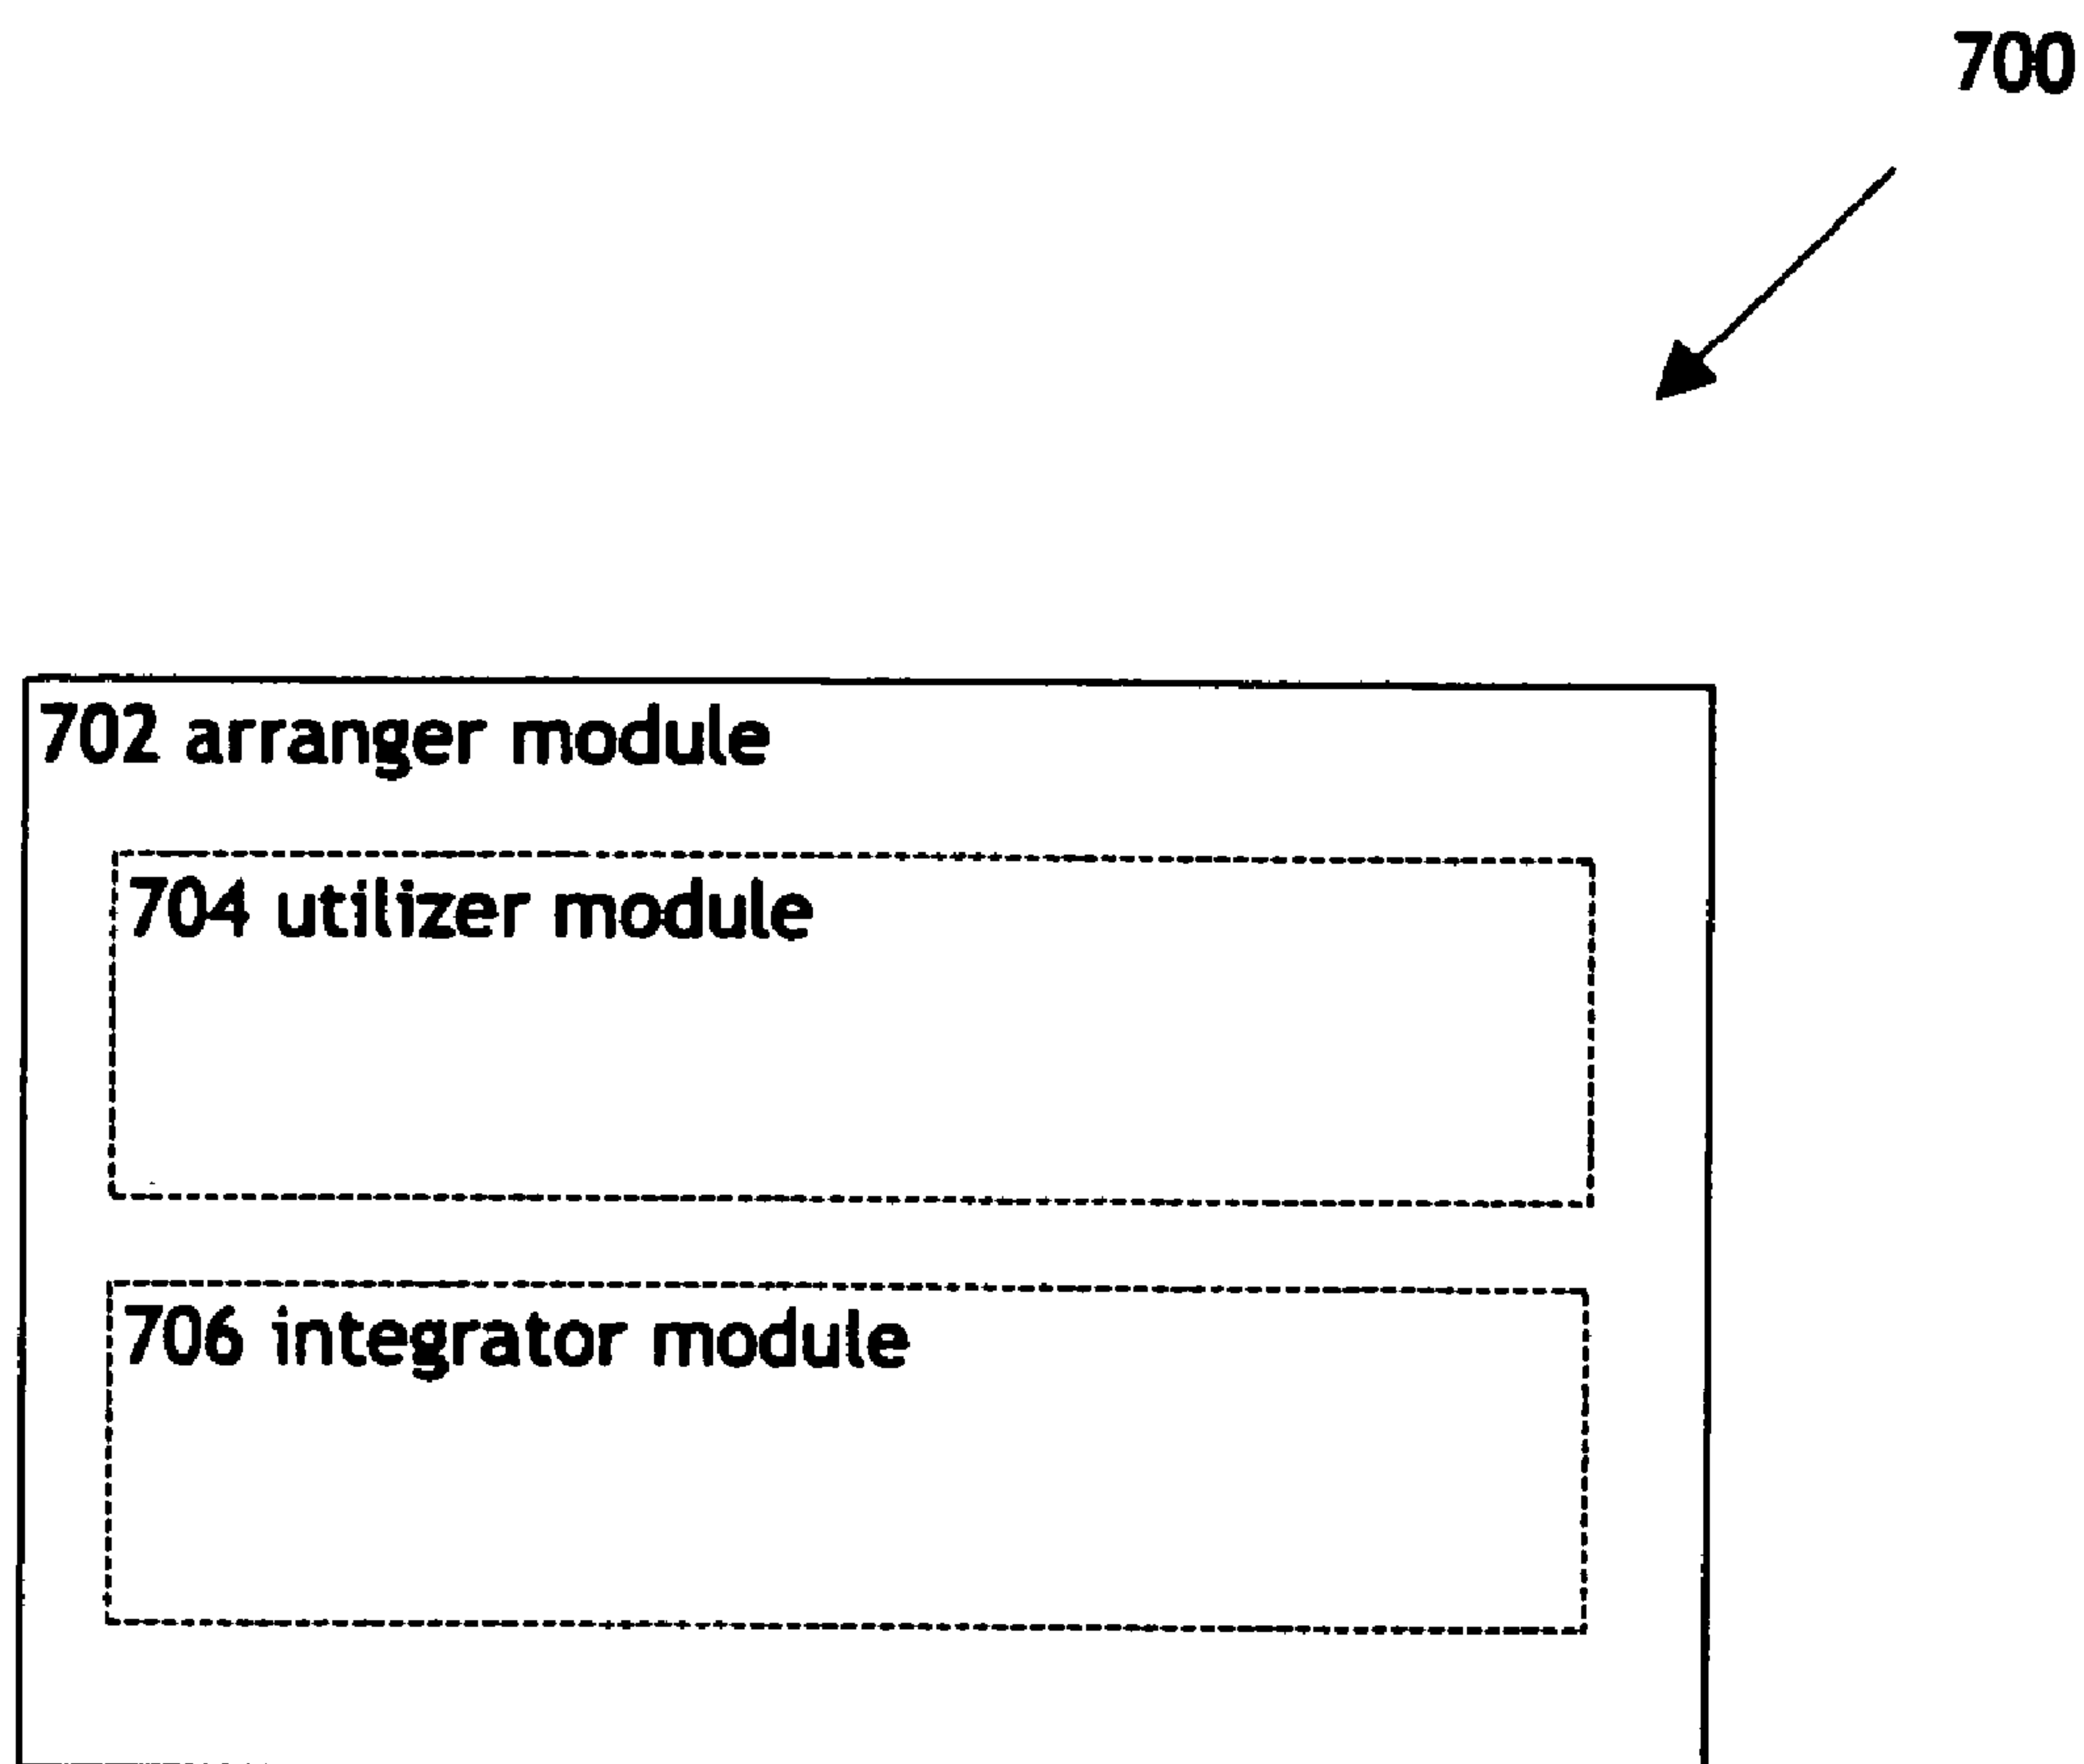 700
702 arranger module
704 utilizer module
706 integrator module